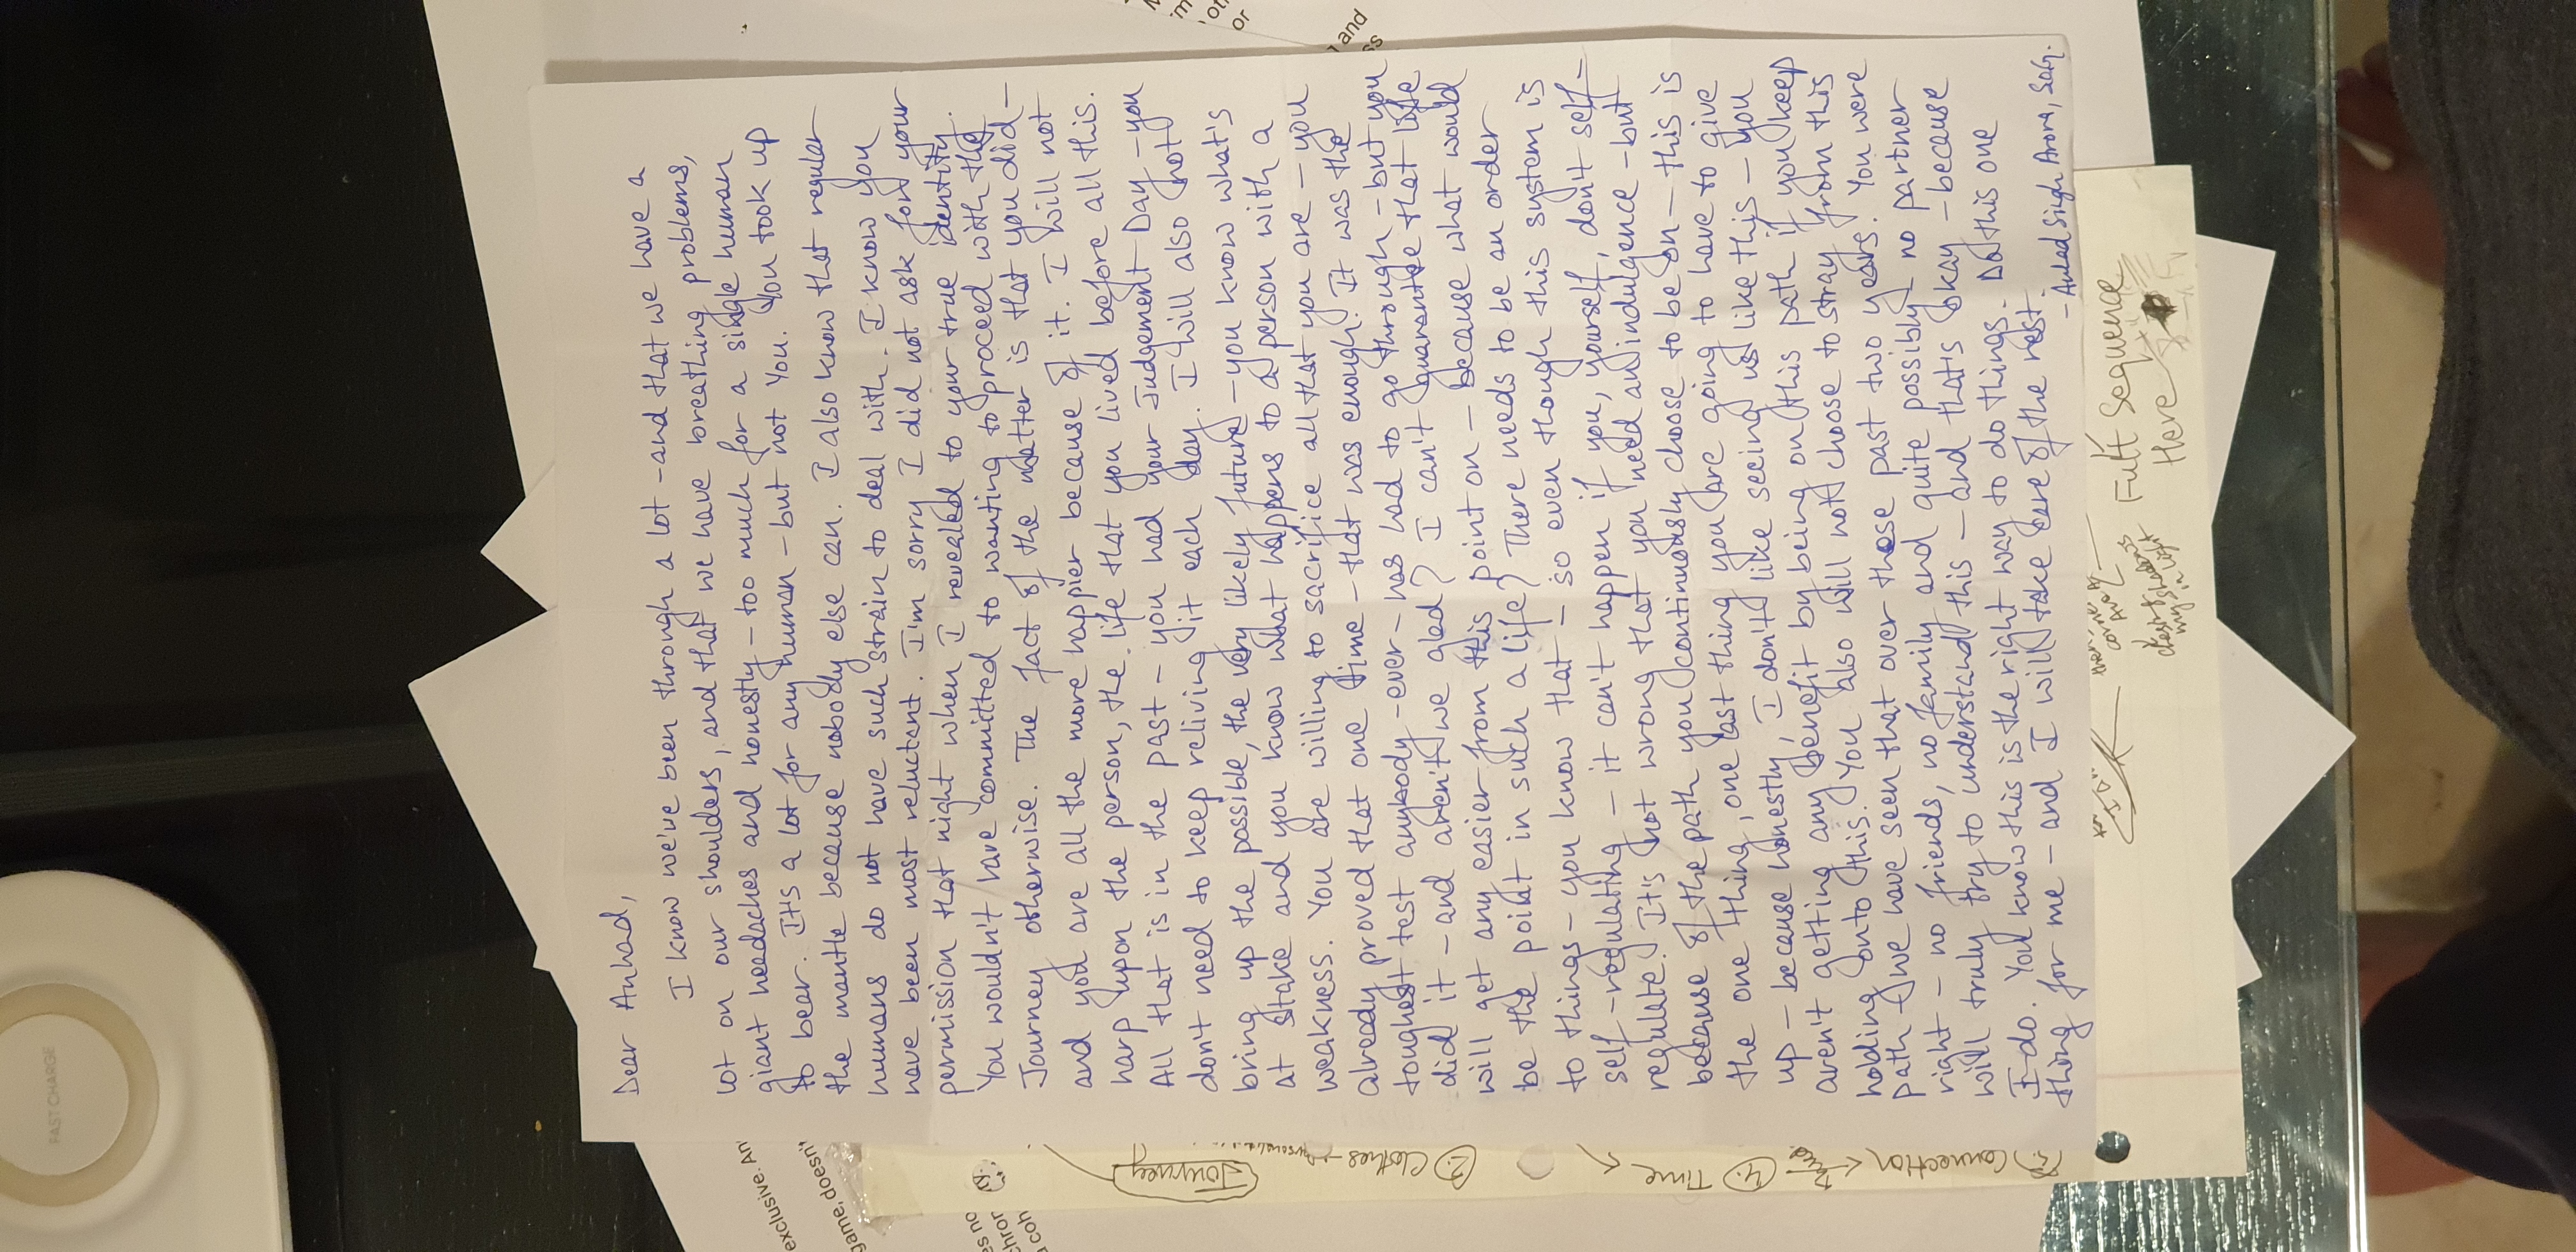 FAST CHARGE
exclusive. An
game, doesn't
es no
chron
a coh
Dear Anhad,
I know we've been through a lot - and that we have a
lot on our shoulders, and that we have breathing problems,
giant headaches and honestly - too much for a single human
to bear. It's a lot for any human - but not You. You took up
the mantle because nobody else can. I also know that regular
humans do not have such strain to deal with. I know you
have been most reluctant. I'm sorry I did not ask for your
permission that night when I revealed to your true identity.
You wouldn't have committed to wanting to proceed with the
Journey otherwise. The fact of the matter is that you did -
and you are all the more happier because of it. I will not
harp upon the person, the life that you lived before all this.
All that is in the past - you had your Judgement Day - you
don't need to keep reliving it each day. I will also not
bring up the possible, the very likely future - you know what's
at stake and you know what happens to a person with a
weakness. You are willing to sacrifice all that you are - you
already proved that one time - that was enough. It was the
toughest test anybody - ever - has had to go through - but you
did it - and aren't we glad? I can't guarantee that life
will get any easier from this point on - because what would
be the point in such a life? There needs to be an order
to things - you know that - so even though this system is
self-regulating - it can't happen if you, yourself, don't self-
regulate. It's not wrong that you need an indulgence - but
because of the path you continuously choose to be on - this is
the one thing, one last thing you are going to have to give
up - because honestly, I don't like seeing us like this - you
aren't getting any benefit by being on this path if you keep
holding onto this. You also will not choose to stray from this
path - we have seen that over these past two years. You were
right - no friends, no family and quite possibly - no partner
will truly try to understand this - and that's okay - because
I do. You know this is the right way to do things. Do this one
thing for me - and I will take care of the rest.
- Anhad Singh Arora, SoG.
Journey
Clothes →
4. Time
Connection ←
then
corner
Ave A
chasing
my shadows
in light
Full Sequence
Here
or
and